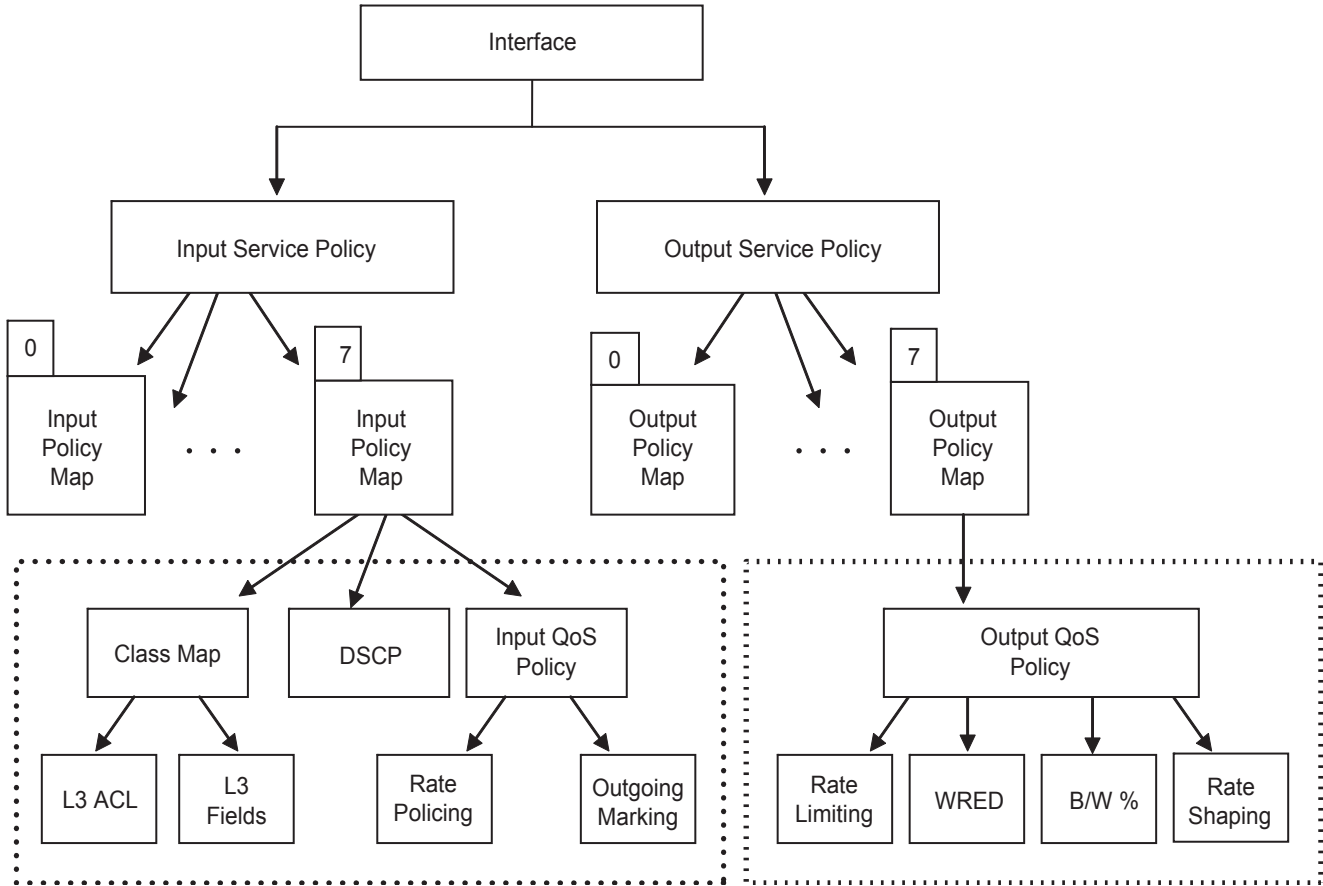 Interface
Input Service Policy
Output Service Policy
0
7
0
7
Input
Policy
Map
. . .
Input
Policy
Map
Output
Policy
Map
. . .
Output
Policy
Map
Class Map
DSCP
Input QoS
Policy
Output QoS
Policy
L3 ACL
L3
Fields
Rate
Policing
Outgoing
Marking
Rate
Limiting
WRED
B/W %
Rate
Shaping